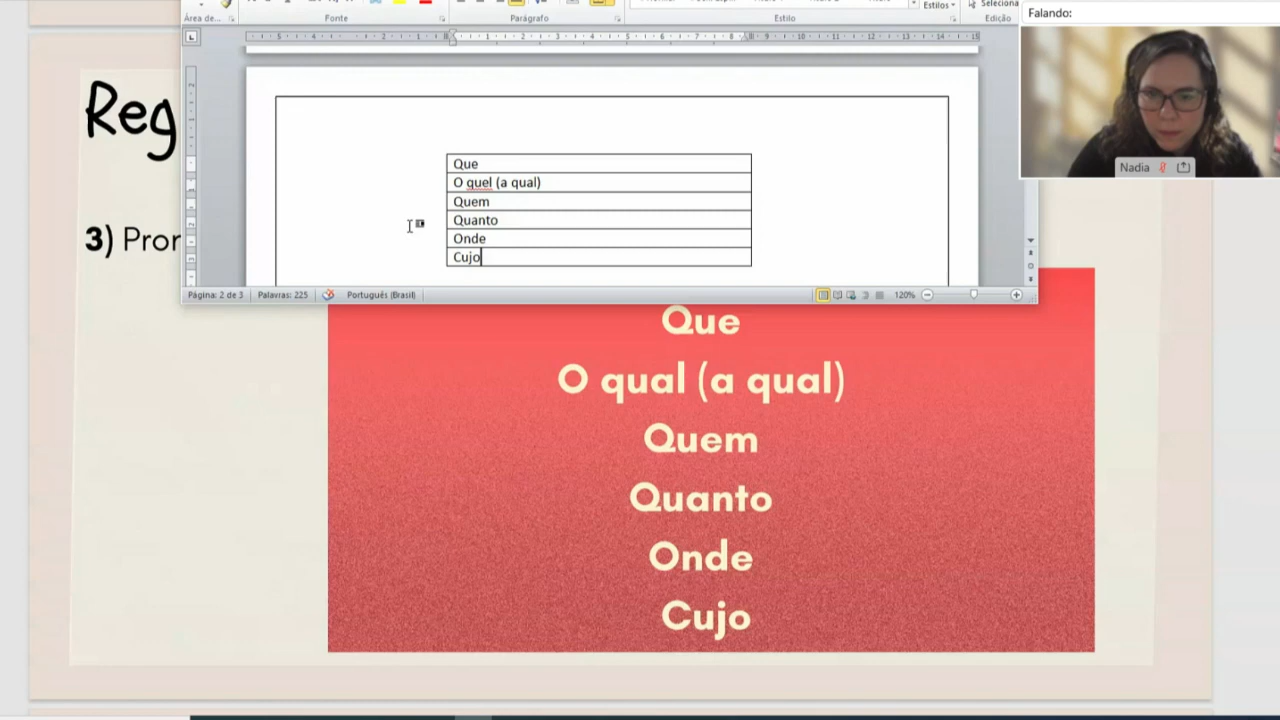 Área de...
Fonte
Parágrafo
Estilo
Estilos
Seleciona
Edição
Falando:
Nadia
Reg
3) Pror
Que
O quel (a qual)
Quem
Quanto
Onde
Cujo
Página: 2 de 3
Palavras: 225
Português (Brasil)
120%
Que
O qual (a qual)
Quem
Quanto
Onde
Cujo